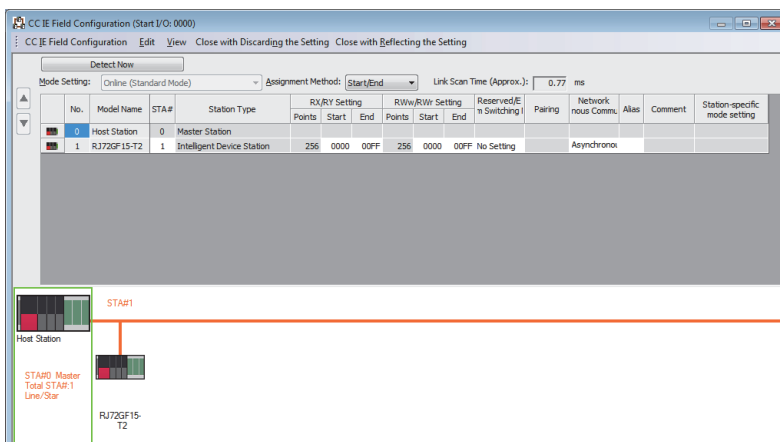 CC IE Field Configuration (Start I/O: 0000)
CC IE Field Configuration Edit View Close with Discarding the Setting Close with Reflecting the Setting
Detect Now
Mode Setting: Online (Standard Mode) Assignment Method: Start/End Link Scan Time (Approx.): 0.77 ms
No. Model Name STA# Station Type RX/RY Setting RWw/RWr Setting Reserved/E Pairing Network Alias Comment Station-specific
Points Start End Points Start End n Switching I nous Commu mode setting
0 Host Station 0 Master Station
1 RJ72GF15-T2 1 Intelligent Device Station 256 0000 00FF 256 0000 00FF No Setting Asynchronou
STA#1
Host Station
STA#0 Master
Total STA#:1
Line/Star
RJ72GF15-
T2